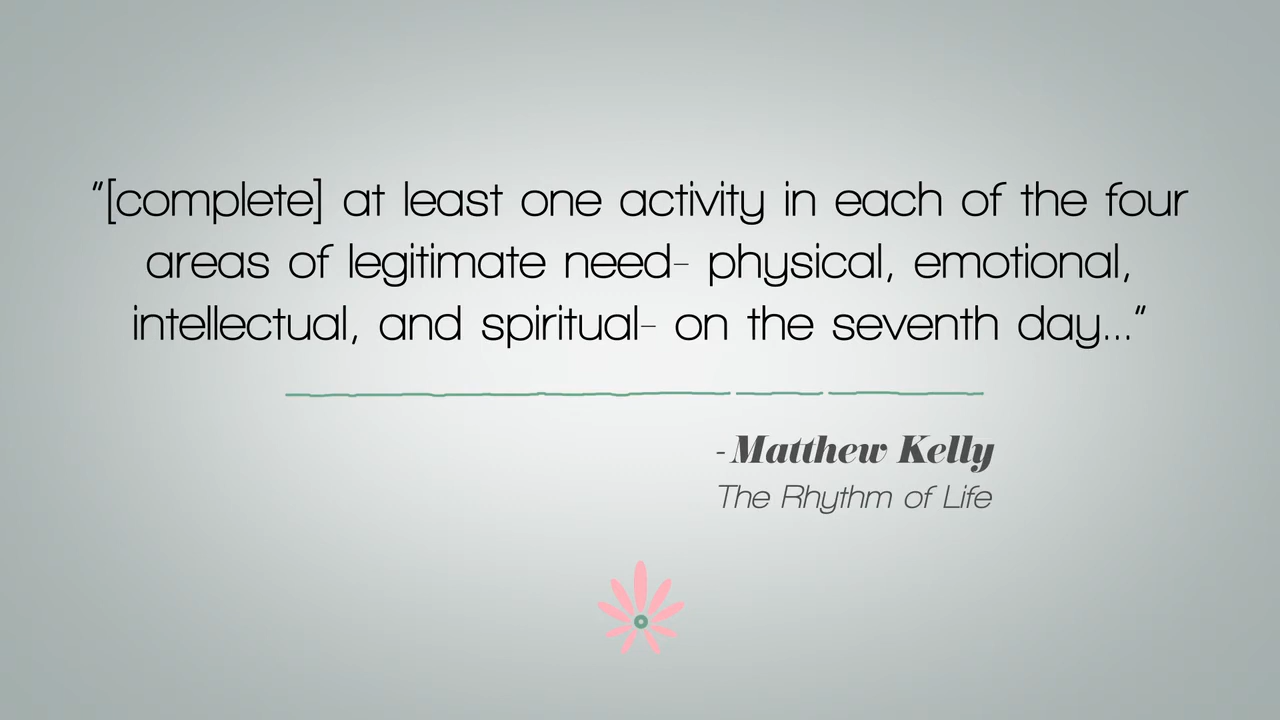 "[complete] at least one activity in each of the four
areas of legitimate need- physical, emotional,
intellectual, and spiritual- on the seventh day..."
- Matthew Kelly
The Rhythm of Life